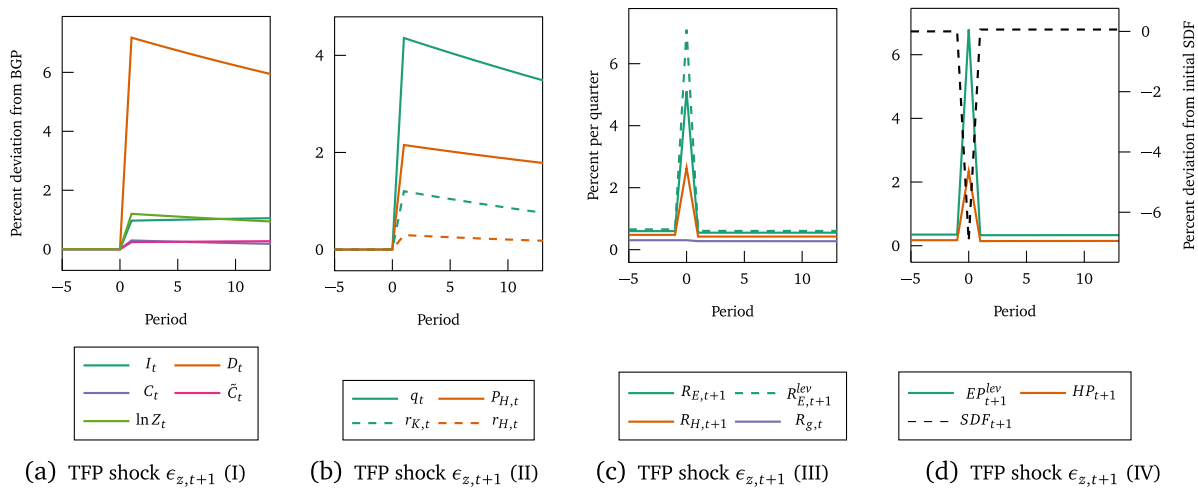 Percent deviation from BGP
6
4
2
0
−5 0 5 10
Period
I_t D_t
C_t C̃_t
ln Z_t
(a) TFP shock ϵ_{z,t+1} (I)
4
2
0
−5 0 5 10
Period
q_t P_{H,t}
r_{K,t} r_{H,t}
(b) TFP shock ϵ_{z,t+1} (II)
Percent per quarter
6
4
2
0
−5 0 5 10
Period
R_{E,t+1} R^{lev}_{E,t+1}
R_{H,t+1} R_{g,t}
(c) TFP shock ϵ_{z,t+1} (III)
6
4
2
0
0
−2
−4
−6
Percent deviation from initial SDF
−5 0 5 10
Period
EP^{lev}_{t+1} HP_{t+1}
SDF_{t+1}
(d) TFP shock ϵ_{z,t+1} (IV)